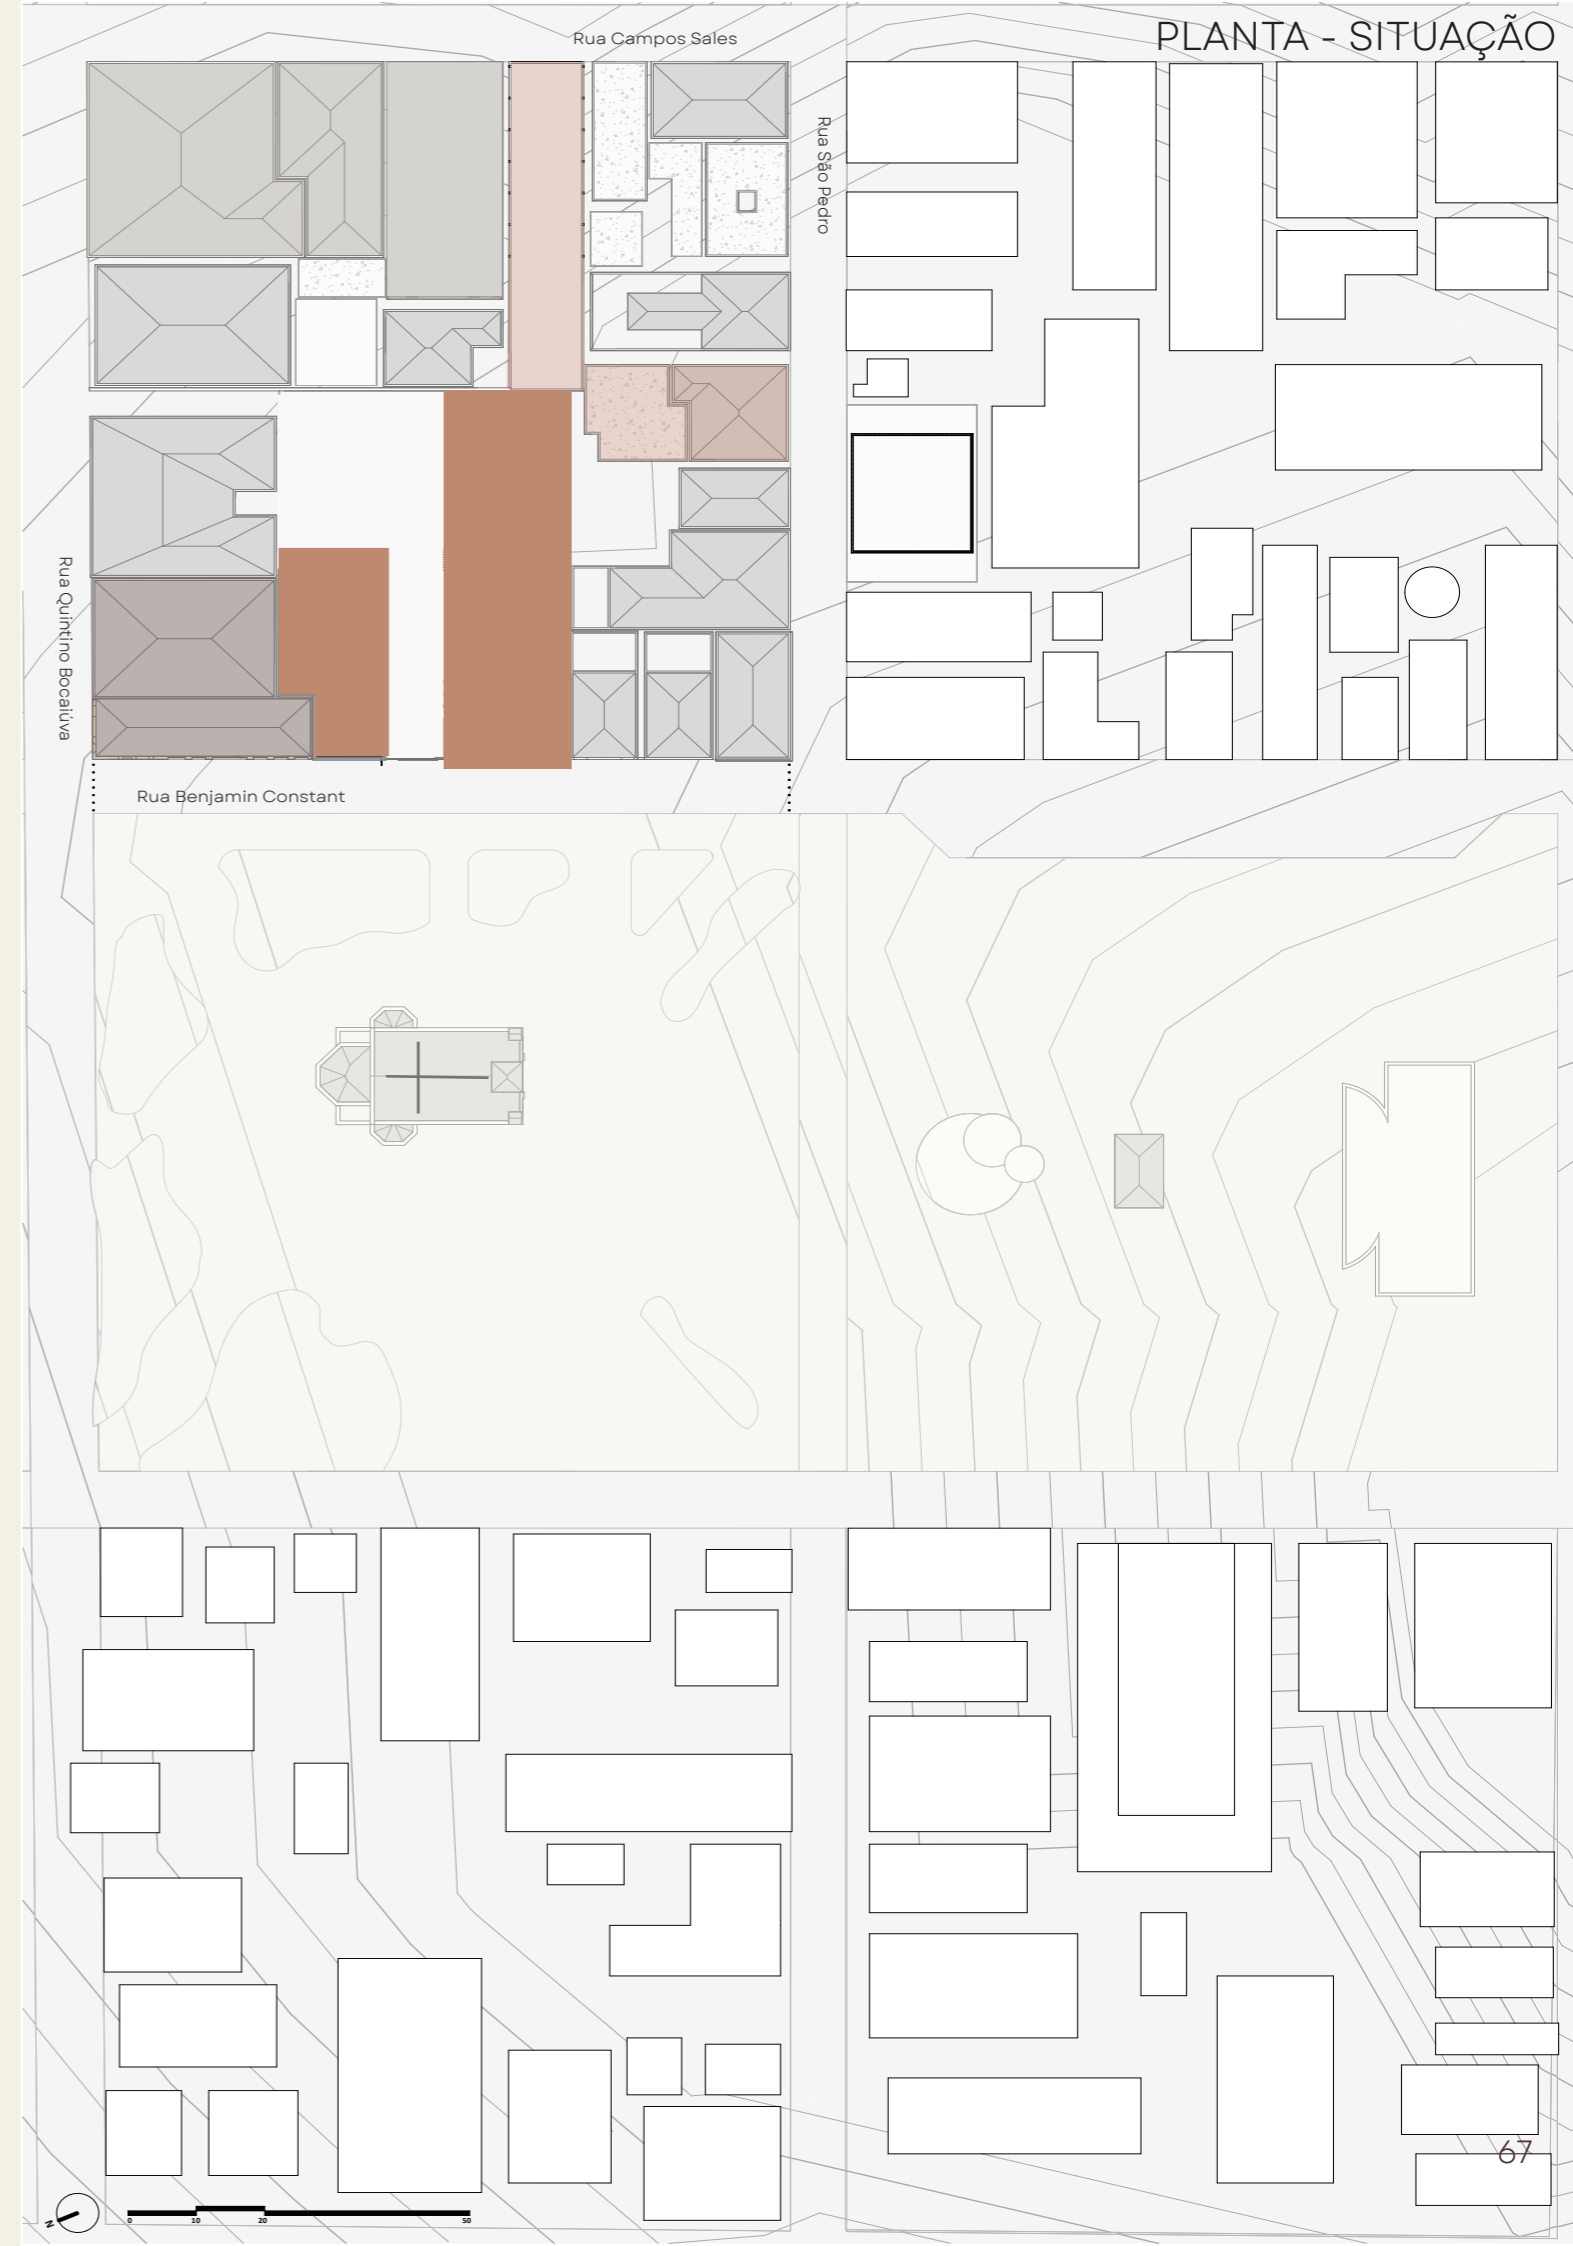 PLANTA - SITUAÇÃO
Rua Campos Sales
Rua São Pedro
Rua Quintino Bocaiúva
Rua Benjamin Constant
67
N
0 10 20 50